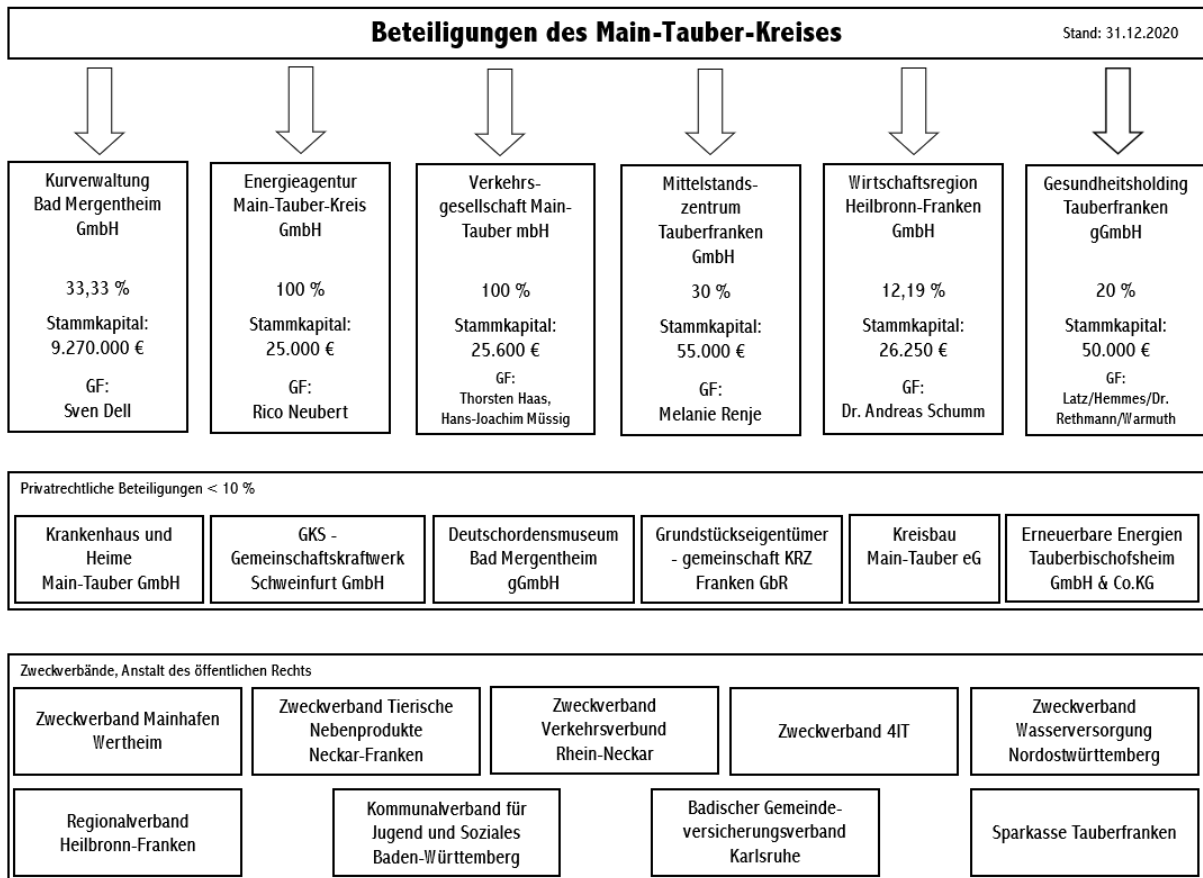 Beteiligungen des Main-Tauber-Kreises
Stand: 31.12.2020
Kurverwaltung
Bad Mergentheim
GmbH
33,33 %
Stammkapital:
9.270.000 €
GF:
Sven Dell
Energieagentur
Main-Tauber-Kreis
GmbH
100 %
Stammkapital:
25.000 €
GF:
Rico Neubert
Verkehrs-
gesellschaft Main-
Tauber mbH
100 %
Stammkapital:
25.600 €
GF:
Thorsten Haas,
Hans-Joachim Müssig
Mittelstands-
zentrum
Tauberfranken
GmbH
30 %
Stammkapital:
55.000 €
GF:
Melanie Renje
Wirtschaftsregion
Heilbronn-Franken
GmbH
12,19 %
Stammkapital:
26.250 €
GF:
Dr. Andreas Schumm
Gesundheitsholding
Tauberfranken
gGmbH
20 %
Stammkapital:
50.000 €
GF:
Latz/Hemmes/Dr.
Rethmann/Warmuth
Privatrechtliche Beteiligungen < 10 %
Krankenhaus und
Heime
Main-Tauber GmbH
GKS -
Gemeinschaftskraftwerk
Schweinfurt GmbH
Deutschordensmuseum
Bad Mergentheim
gGmbH
Grundstückseigentümer
- gemeinschaft KRZ
Franken GbR
Kreisbau
Main-Tauber eG
Erneuerbare Energien
Tauberbischofsheim
GmbH & Co.KG
Zweckverbände, Anstalt des öffentlichen Rechts
Zweckverband Mainhafen
Wertheim
Zweckverband Tierische
Nebenprodukte
Neckar-Franken
Zweckverband
Verkehrsverbund
Rhein-Neckar
Zweckverband 4IT
Zweckverband
Wasserversorgung
Nordostwürttemberg
Regionalverband
Heilbronn-Franken
Kommunalverband für
Jugend und Soziales
Baden-Württemberg
Badischer Gemeinde-
versicherungsverband
Karlsruhe
Sparkasse Tauberfranken